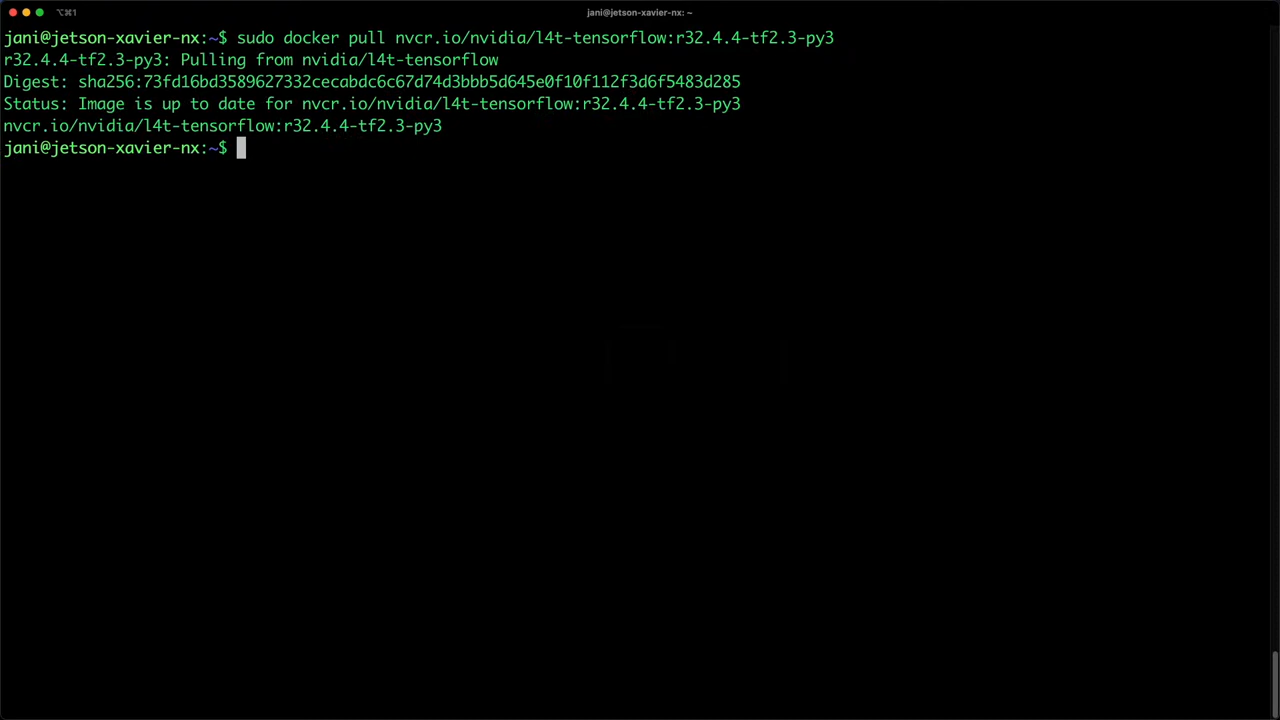 ⌥⌘1
jani@jetson-xavier-nx: ~
jani@jetson-xavier-nx:~$ sudo docker pull nvcr.io/nvidia/l4t-tensorflow:r32.4.4-tf2.3-py3
r32.4.4-tf2.3-py3: Pulling from nvidia/l4t-tensorflow
Digest: sha256:73fd16bd3589627332cecabdc6c67d74d3bbb5d645e0f10f112f3d6f5483d285
Status: Image is up to date for nvcr.io/nvidia/l4t-tensorflow:r32.4.4-tf2.3-py3
nvcr.io/nvidia/l4t-tensorflow:r32.4.4-tf2.3-py3
jani@jetson-xavier-nx:~$